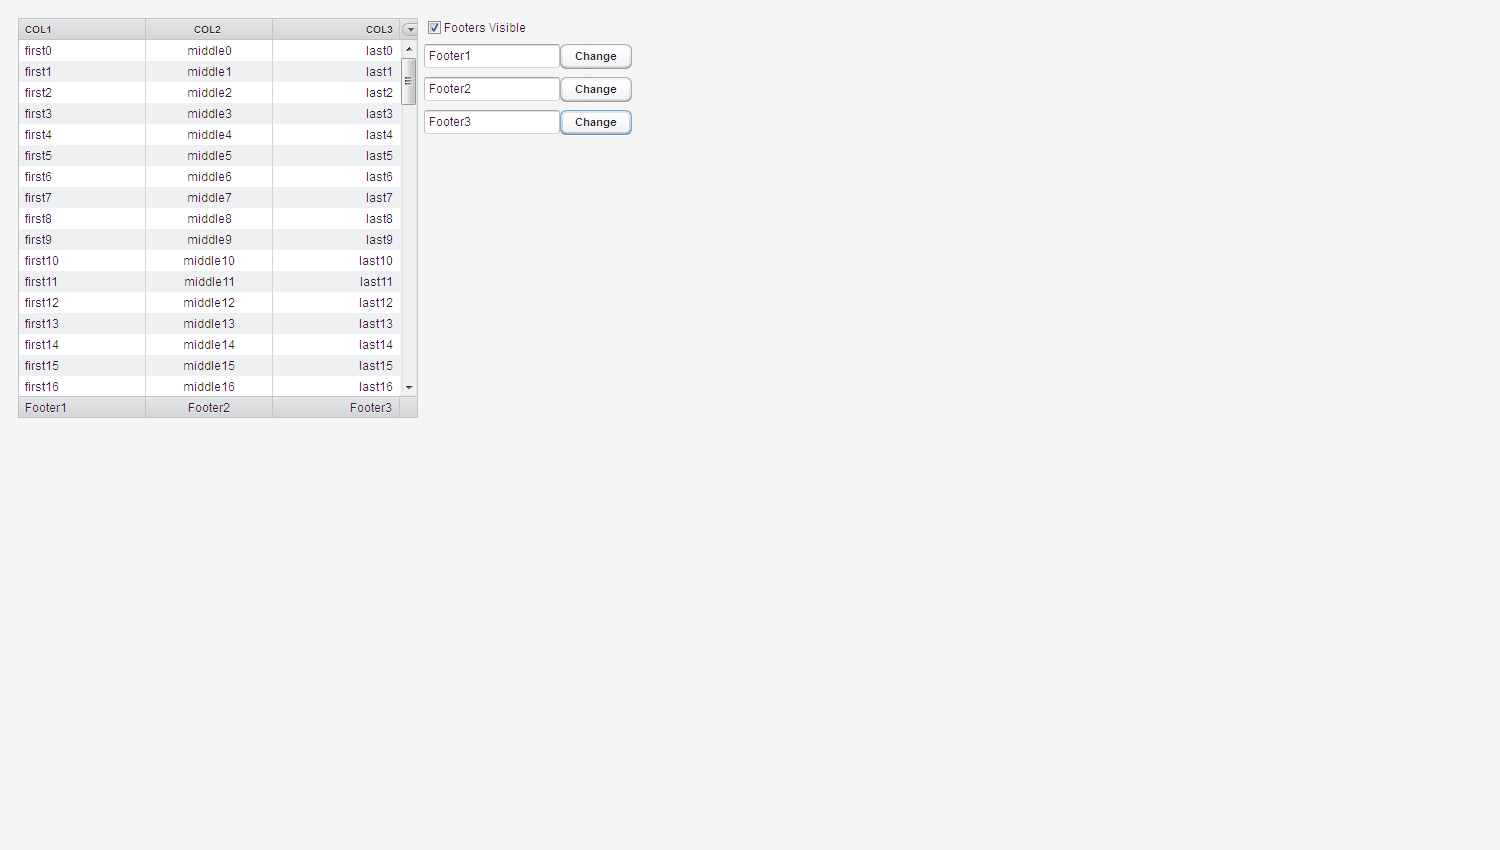 COL1 COL2 COL3
first0 middle0 last0
first1 middle1 last1
first2 middle2 last2
first3 middle3 last3
first4 middle4 last4
first5 middle5 last5
first6 middle6 last6
first7 middle7 last7
first8 middle8 last8
first9 middle9 last9
first10 middle10 last10
first11 middle11 last11
first12 middle12 last12
first13 middle13 last13
first14 middle14 last14
first15 middle15 last15
first16 middle16 last16
Footer1 Footer2 Footer3
Footers Visible
Footer1 Change
Footer2 Change
Footer3 Change